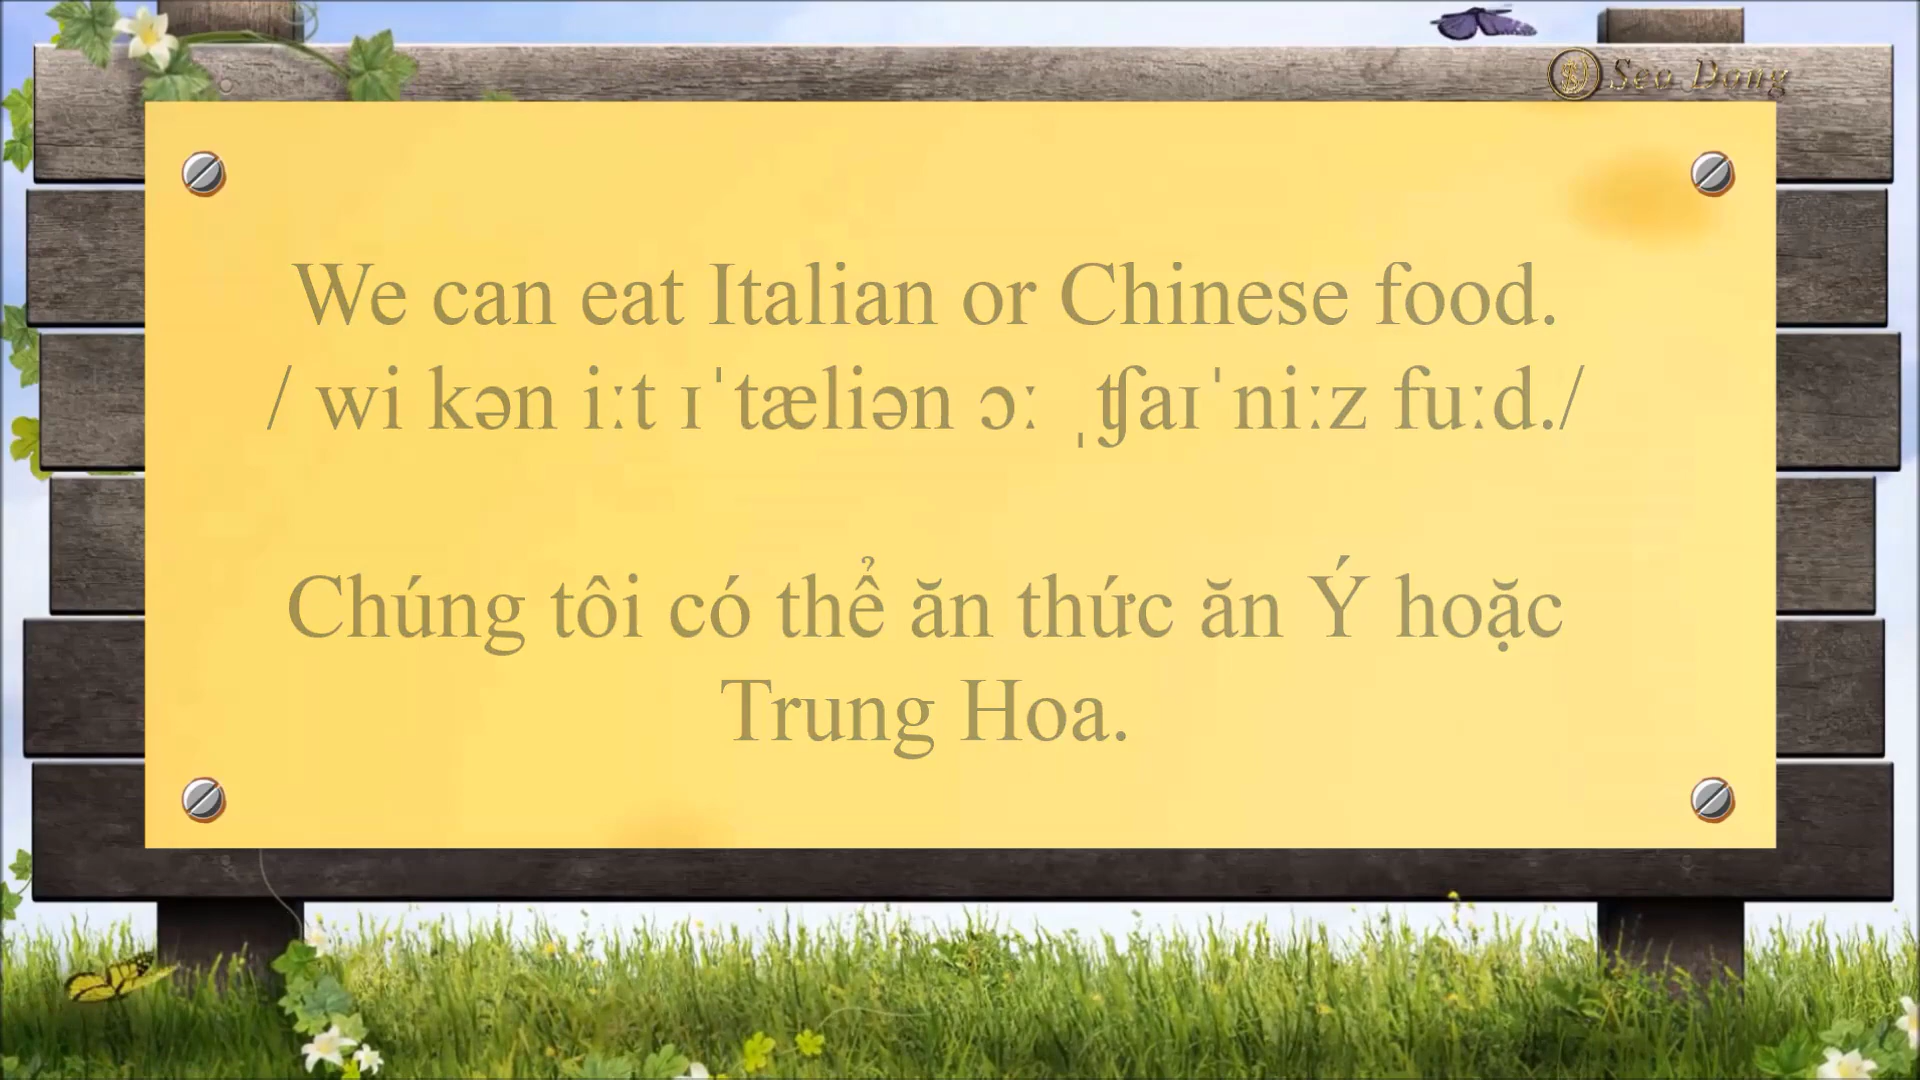 Seo Dong
We can eat Italian or Chinese food.
/ wi kən iːt ɪˈtæliən ɔː ˌʧaɪˈniːz fuːd./
Chúng tôi có thể ăn thức ăn Ý hoặc
Trung Hoa.